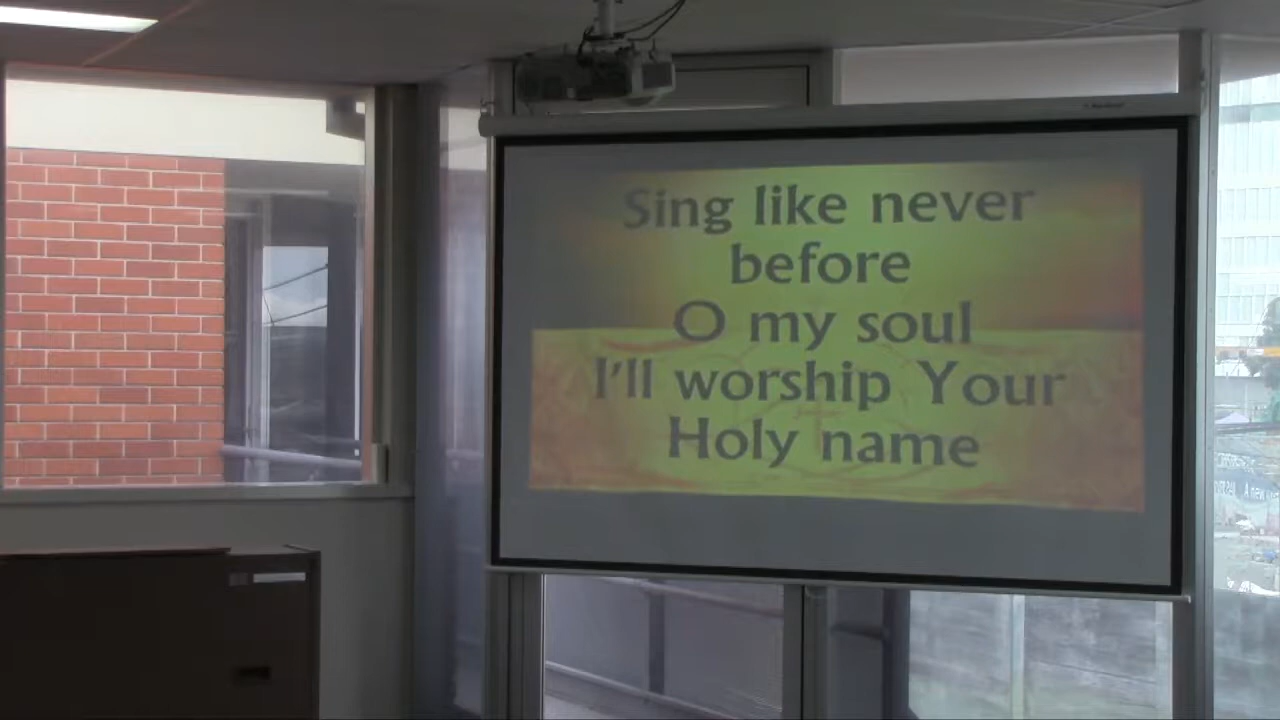 Sing like never
before
O my soul
I'll worship Your
Holy name